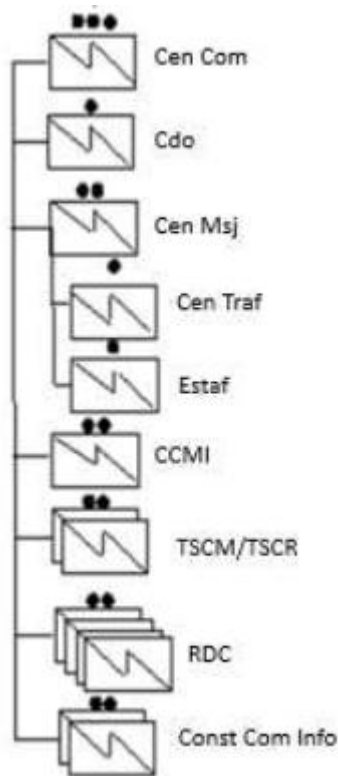 Cen Com
Cdo
Cen Msj
Cen Traf
Estaf
CCMI
TSCM/TSCR
RDC
Const Com Info